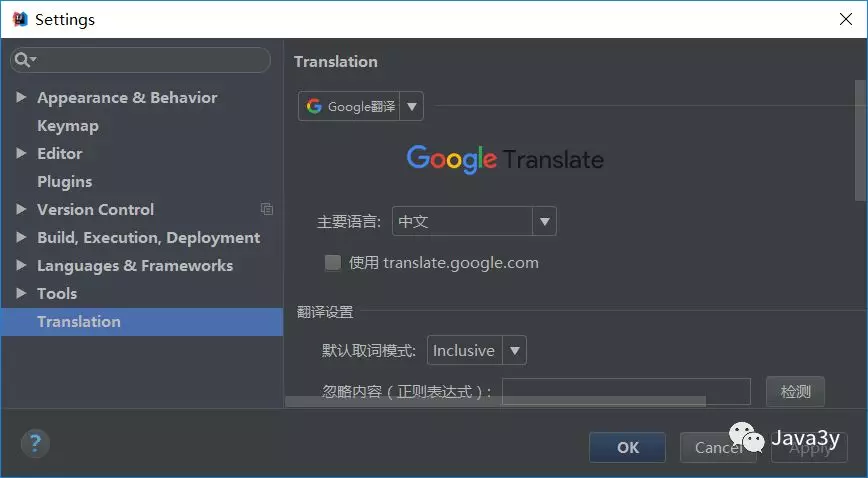 Settings
Appearance & Behavior
Keymap
Editor
Plugins
Version Control
Build, Execution, Deployment
Languages & Frameworks
Tools
Translation
Translation
Google翻译
Google Translate
主要语言: 中文
使用 translate.google.com
翻译设置
默认取词模式: Inclusive
忽略内容（正则表达式）: 检测
? OK Cancel Apply
Java3y